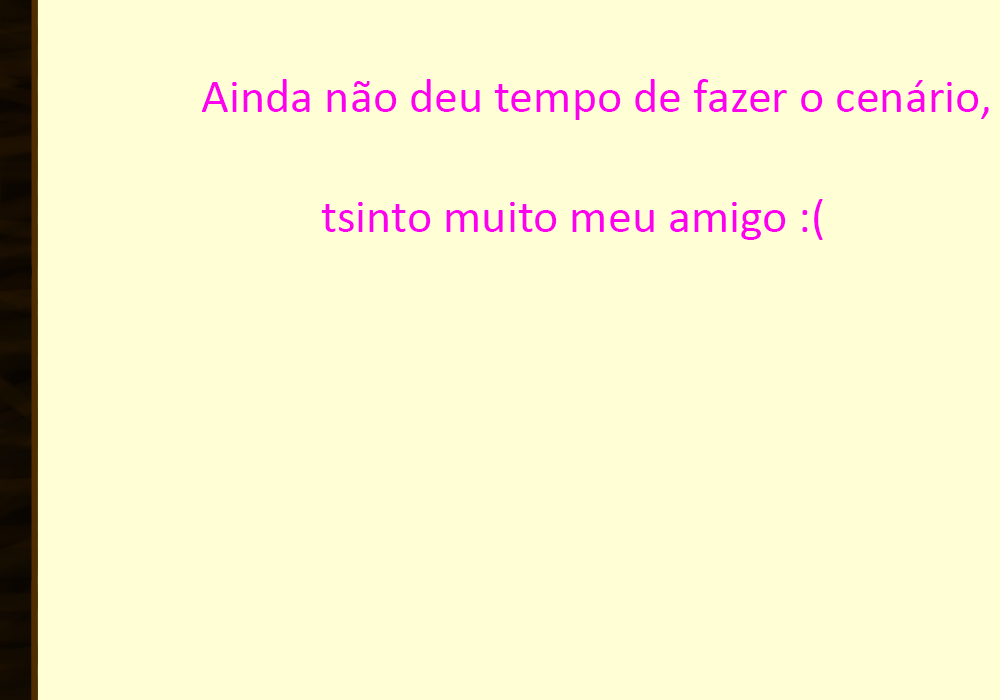 Ainda não deu tempo de fazer o cenário,
tsinto muito meu amigo :(